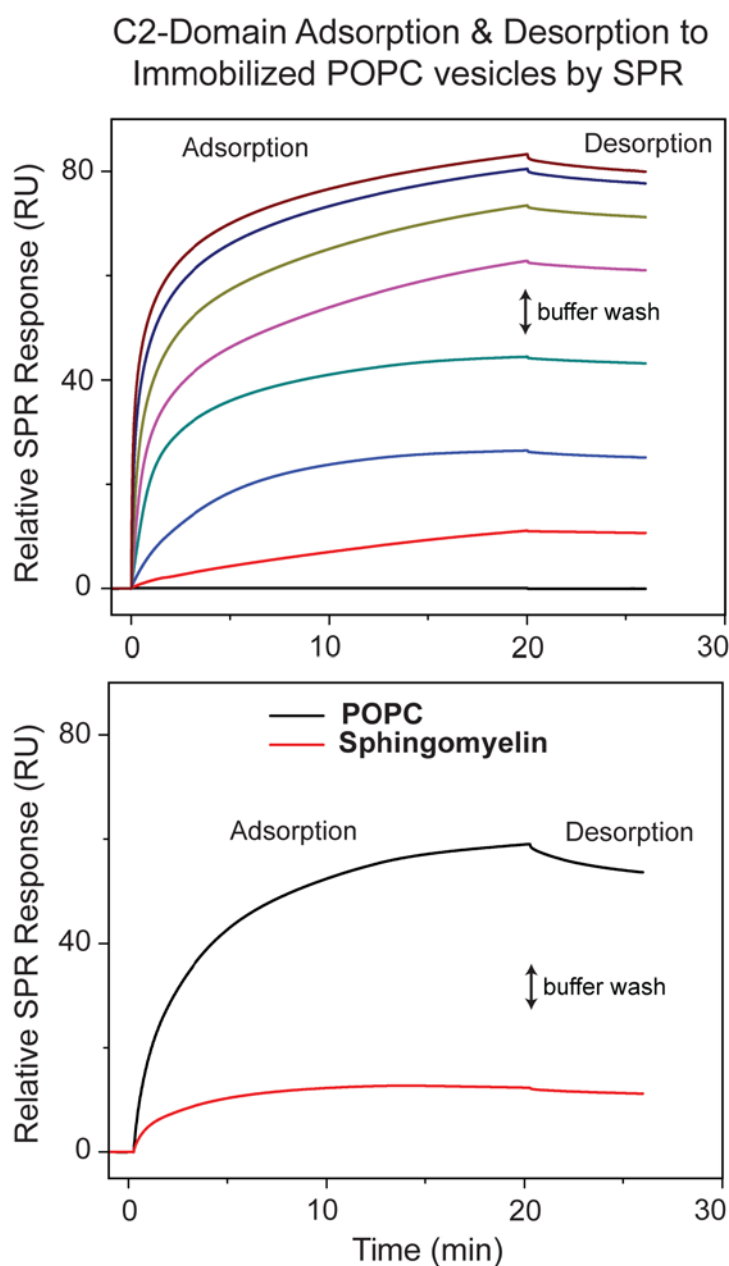 C2-Domain Adsorption & Desorption to
Immobilized POPC vesicles by SPR
Adsorption
Desorption
80
40
0
buffer wash
Relative SPR Response (RU)
0
10
20
30
POPC
Sphingomyelin
80
Adsorption
Desorption
40
buffer wash
0
Relative SPR Response (RU)
0
10
20
30
Time (min)